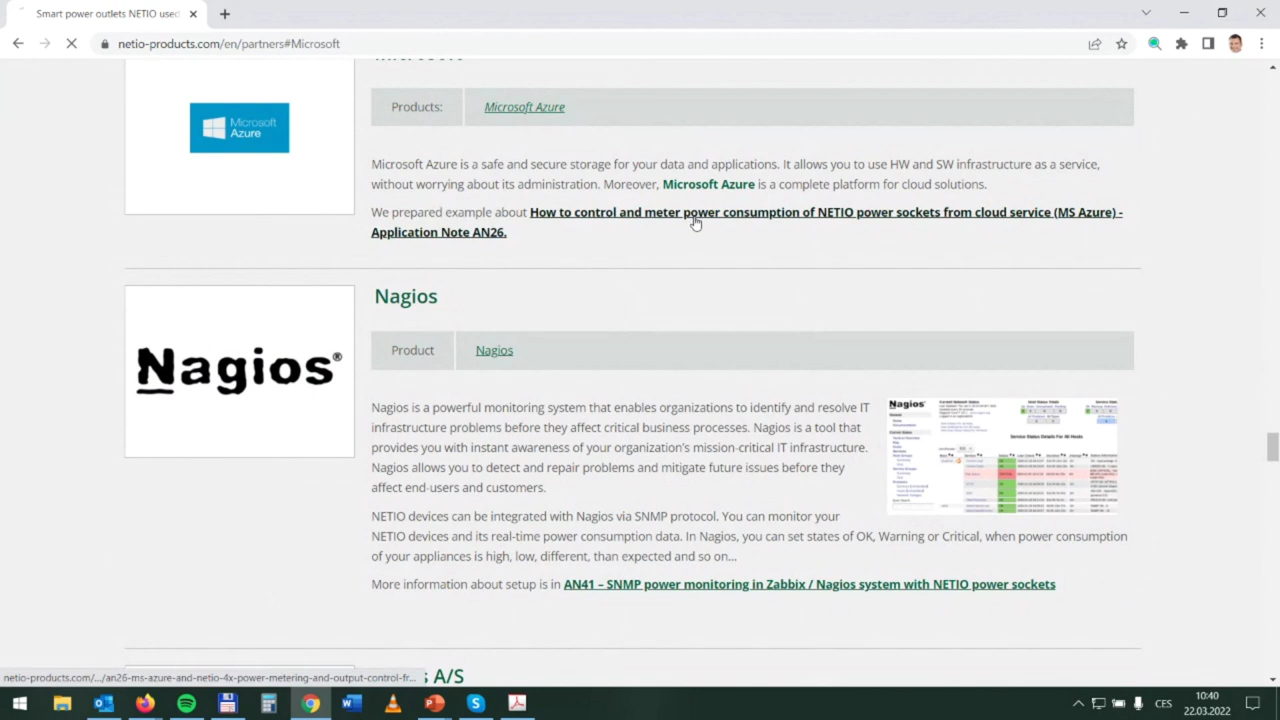 Smart power outlets NETIO used
netio-products.com/en/partners#Microsoft
Microsoft
Azure
Products:
Microsoft Azure
Microsoft Azure is a safe and secure storage for your data and applications. It allows you to use HW and SW infrastructure as a service,
without worrying about its administration. Moreover, Microsoft Azure is a complete platform for cloud solutions.
We prepared example about How to control and meter power consumption of NETIO power sockets from cloud service (MS Azure) -
Application Note AN26.
Nagios®
Nagios
Product
Nagios
Nagios is a powerful monitoring system that enables organizations to identify and resolve IT
infrastructure problems before they affect critical business processes. Nagios is a tool that
provides you with instant awareness of your organization's mission-critical IT infrastructure.
Nagios allows you to detect and repair problems and mitigate future issues before they affect
end-users and customers.
NETIO devices can be integrated with Nagios via SNMP protocol. You can monitor your
NETIO devices and its real-time power consumption data. In Nagios, you can set states of OK, Warning or Critical, when power consumption
of your appliances is high, low, different, than expected and so on...
Nagios
Service Status Details For All Hosts
More information about setup is in AN41 – SNMP power monitoring in Zabbix / Nagios system with NETIO power sockets
s A/S
netio-products.com/.../an26-ms-azure-and-netio-4x-power-metering-and-output-control-fr...
CES
10:40
22.03.2022